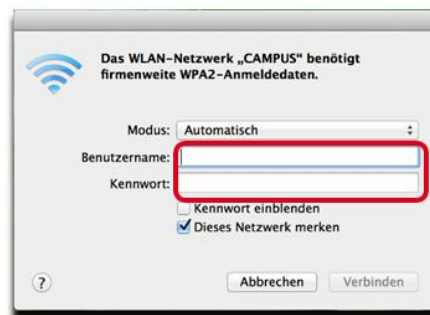 Das WLAN-Netzwerk „CAMPUS“ benötigt
firmenweite WPA2-Anmeldedaten.
Modus: Automatisch
Benutzername:
Kennwort:
Kennwort einblenden
Dieses Netzwerk merken
? Abbrechen Verbinden